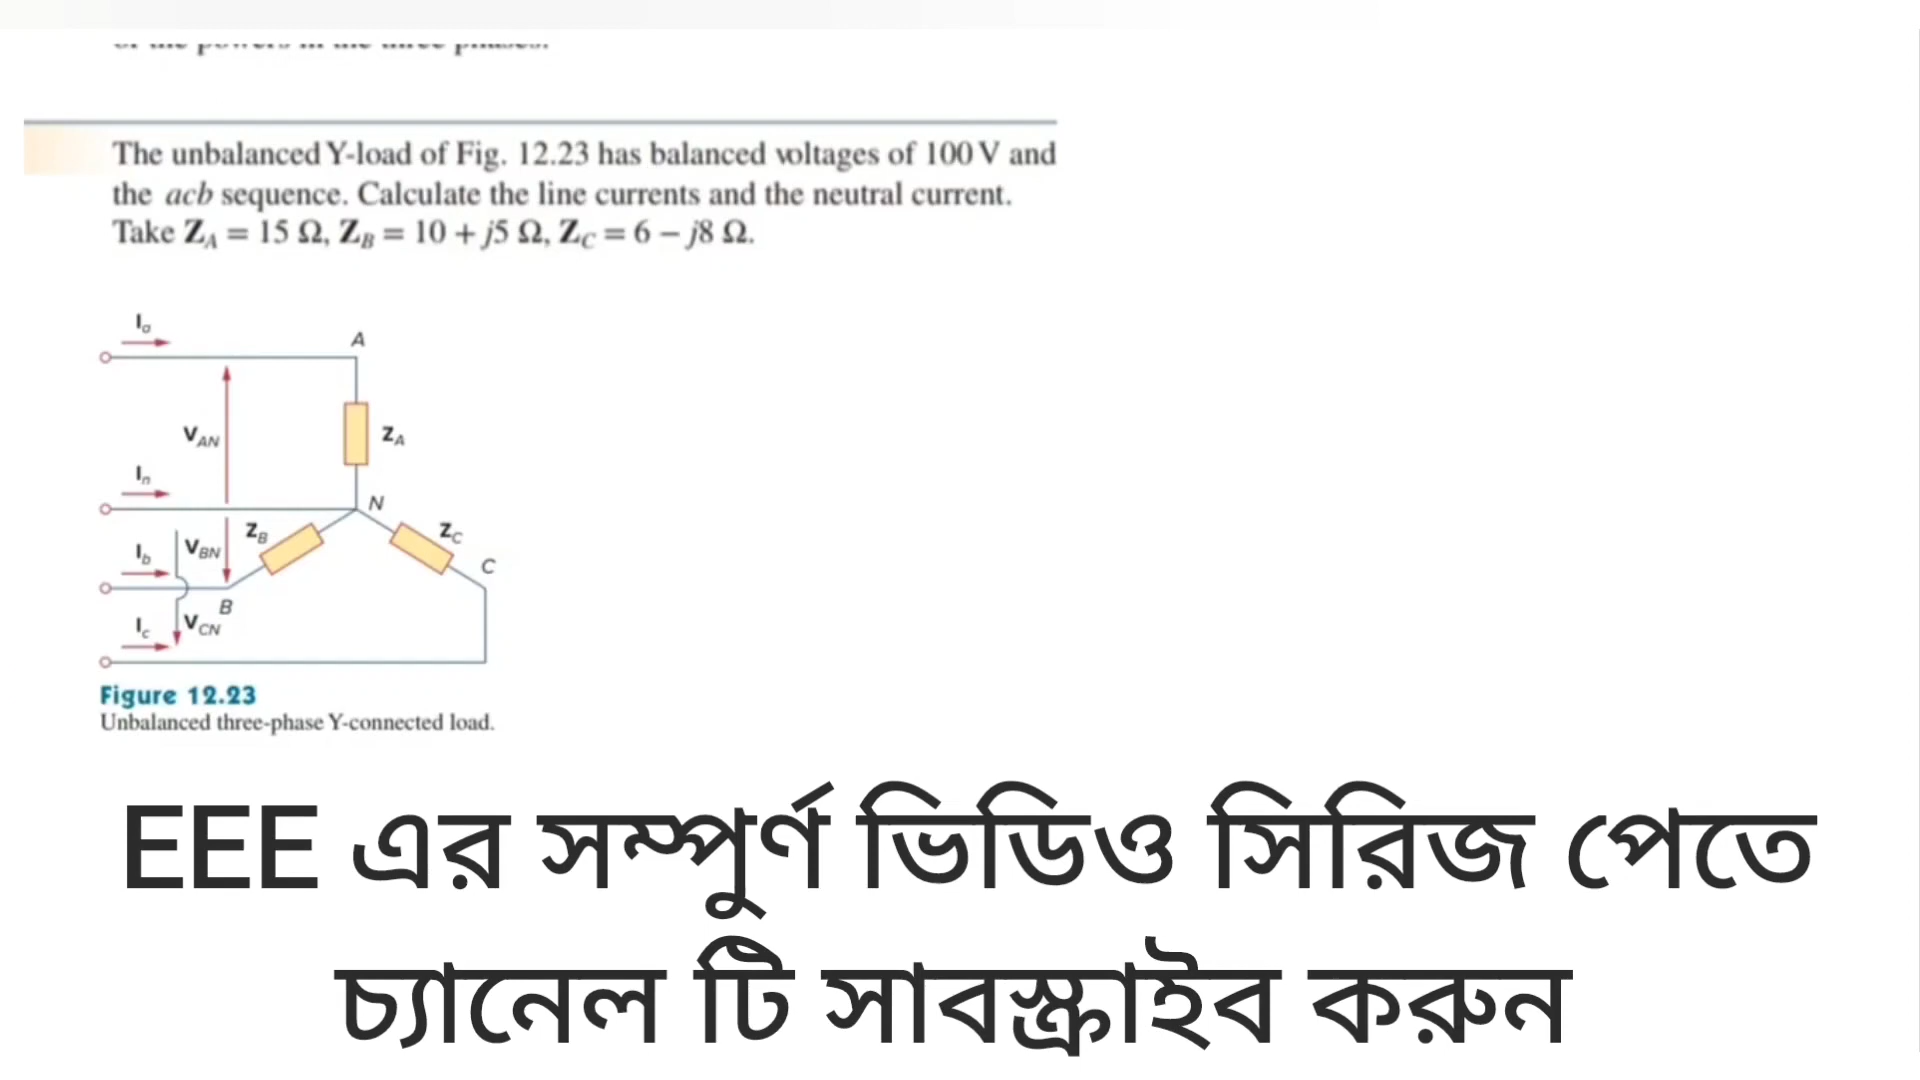 The unbalanced Y-load of Fig. 12.23 has balanced voltages of 100 V and
the acb sequence. Calculate the line currents and the neutral current.
Take Z_A = 15 Ω, Z_B = 10 + j5 Ω, Z_C = 6 − j8 Ω.
I_a
A
V_AN
Z_A
I_n
N
Z_B
Z_C
I_b
V_BN
C
B
I_c
V_CN
Figure 12.23
Unbalanced three-phase Y-connected load.
EEE এর সম্পুর্ণ ভিডিও সিরিজ পেতে
চ্যানেল টি সাবস্ক্রাইব করুন